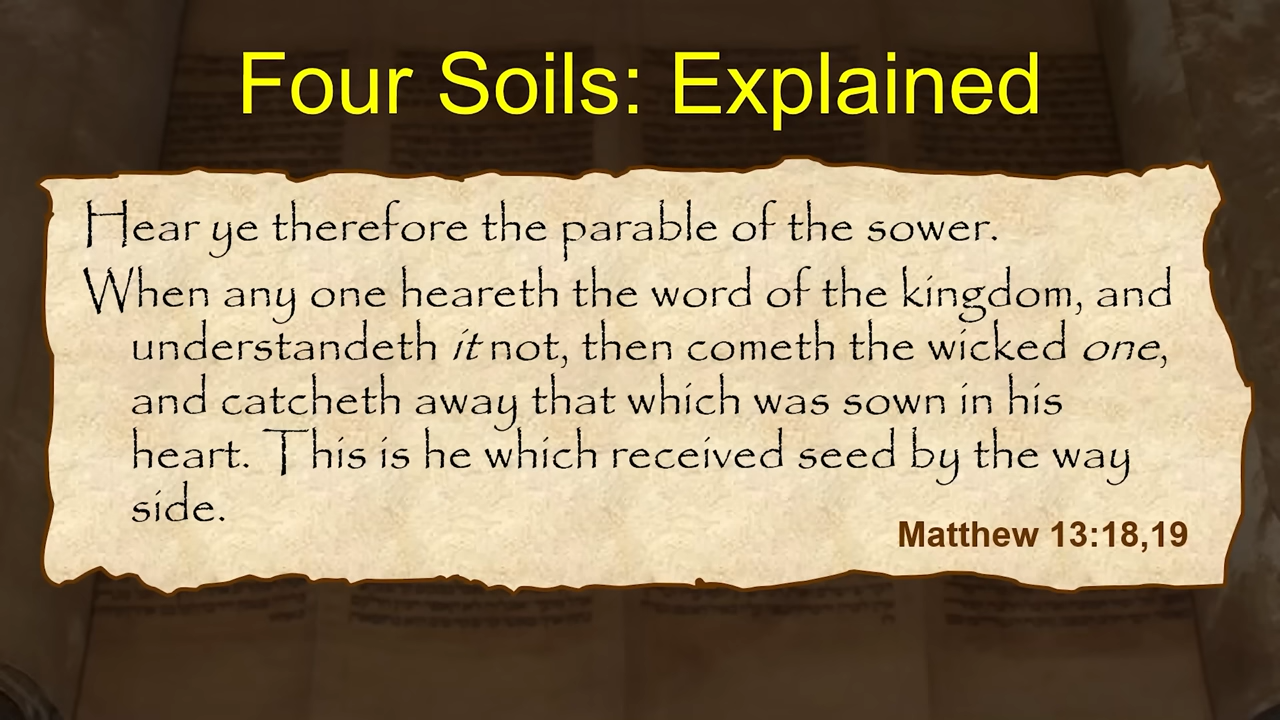 Four Soils: Explained
Hear ye therefore the parable of the sower.
When any one heareth the word of the kingdom, and
understandeth it not, then cometh the wicked one,
and catcheth away that which was sown in his
heart. This is he which received seed by the way
side.
Matthew 13:18,19